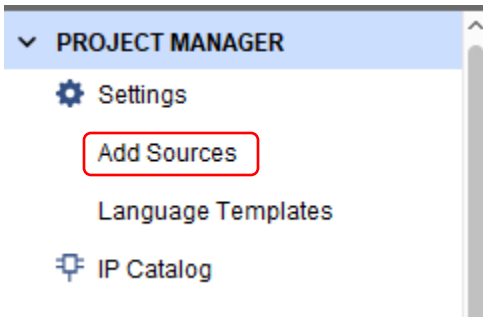 PROJECT MANAGER
Settings
Add Sources
Language Templates
IP Catalog